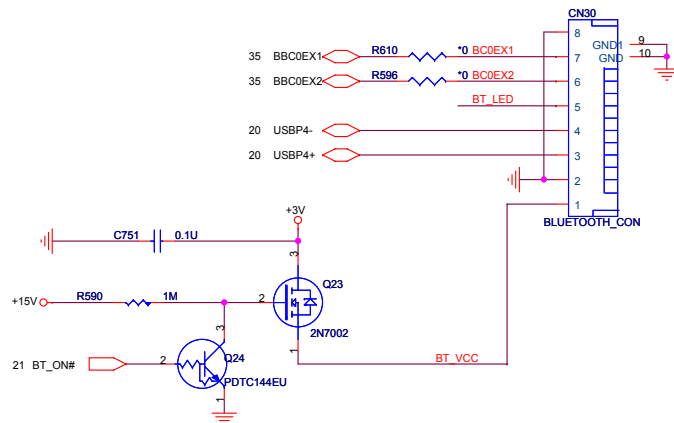 CN30
8
35 BBC0EX1 R610 *0 BC0EX1 7 GND1 9
GND 10
35 BBC0EX2 R596 *0 BC0EX2 6
BT_LED 5
20 USBP4- 4
20 USBP4+ 3
2
1
BLUETOOTH_CON
+3V
C751 0.1U
3
Q23
+15V R590 1M 2
2N7002
3
1
BT_VCC
21 BT_ON# 2 Q24
PDTC144EU
1